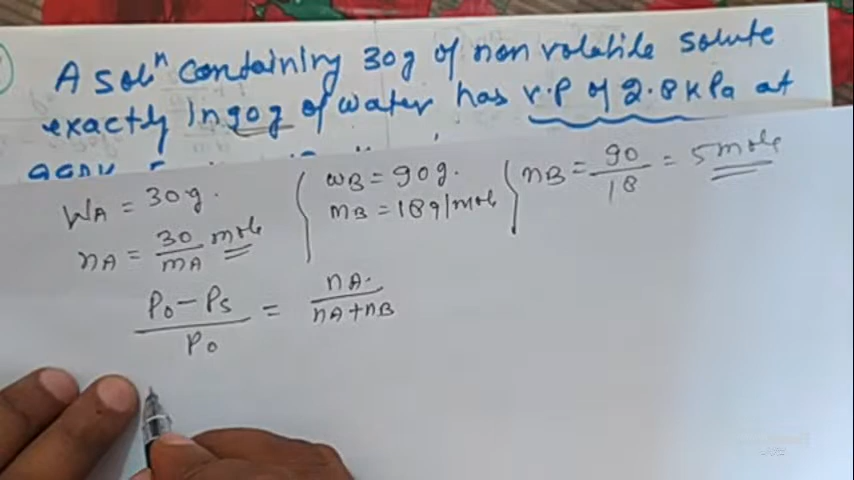 A solⁿ containing 30g of non volatile solute
exactly in 90g of water has v.p of 2.8 kPa at
WA = 30g.
nA = 30/mA mole
wB = 90g.
mB = 18g/mole
nB = 90/18 = 5 mole
P₀ - Ps / P₀ = nA. / nA + nB